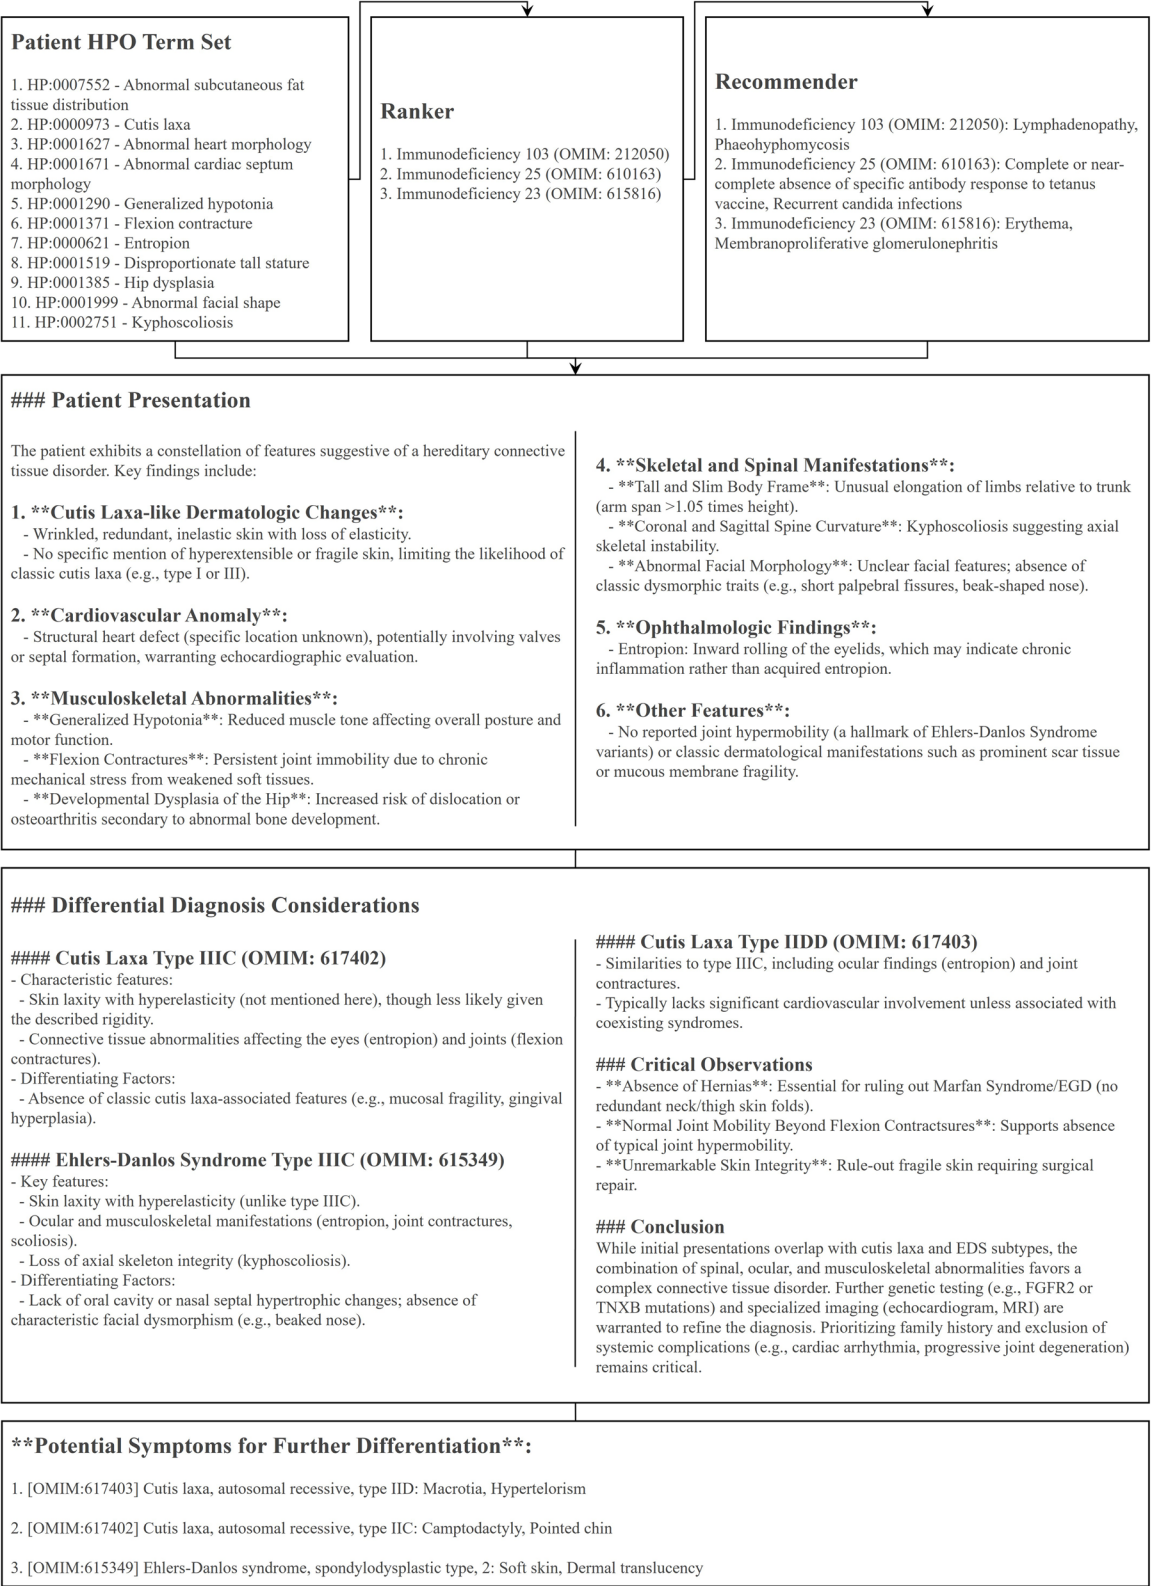 Patient HPO Term Set
1. HP:0007552 - Abnormal subcutaneous fat
tissue distribution
2. HP:0000973 - Cutis laxa
3. HP:0001627 - Abnormal heart morphology
4. HP:0001671 - Abnormal cardiac septum
morphology
5. HP:0001290 - Generalized hypotonia
6. HP:0001371 - Flexion contracture
7. HP:0000621 - Entropion
8. HP:0001519 - Disproportionate tall stature
9. HP:0001385 - Hip dysplasia
10. HP:0001999 - Abnormal facial shape
11. HP:0002751 - Kyphoscoliosis
Ranker
1. Immunodeficiency 103 (OMIM: 212050)
2. Immunodeficiency 25 (OMIM: 610163)
3. Immunodeficiency 23 (OMIM: 615816)
Recommender
1. Immunodeficiency 103 (OMIM: 212050): Lymphadenopathy,
Phaeohyphomycosis
2. Immunodeficiency 25 (OMIM: 610163): Complete or near-
complete absence of specific antibody response to tetanus
vaccine, Recurrent candida infections
3. Immunodeficiency 23 (OMIM: 615816): Erythema,
Membranoproliferative glomerulonephritis
### Patient Presentation
The patient exhibits a constellation of features suggestive of a hereditary connective
tissue disorder. Key findings include:
1. **Cutis Laxa-like Dermatologic Changes**:
- Wrinkled, redundant, inelastic skin with loss of elasticity.
- No specific mention of hyperextensible or fragile skin, limiting the likelihood of
classic cutis laxa (e.g., type I or III).
2. **Cardiovascular Anomaly**:
- Structural heart defect (specific location unknown), potentially involving valves
or septal formation, warranting echocardiographic evaluation.
3. **Musculoskeletal Abnormalities**:
- **Generalized Hypotonia**: Reduced muscle tone affecting overall posture and
motor function.
- **Flexion Contractures**: Persistent joint immobility due to chronic
mechanical stress from weakened soft tissues.
- **Developmental Dysplasia of the Hip**: Increased risk of dislocation or
osteoarthritis secondary to abnormal bone development.
4. **Skeletal and Spinal Manifestations**:
- **Tall and Slim Body Frame**: Unusual elongation of limbs relative to trunk
(arm span >1.05 times height).
- **Coronal and Sagittal Spine Curvature**: Kyphoscoliosis suggesting axial
skeletal instability.
- **Abnormal Facial Morphology**: Unclear facial features; absence of
classic dysmorphic traits (e.g., short palpebral fissures, beak-shaped nose).
5. **Ophthalmologic Findings**:
- Entropion: Inward rolling of the eyelids, which may indicate chronic
inflammation rather than acquired entropion.
6. **Other Features**:
- No reported joint hypermobility (a hallmark of Ehlers-Danlos Syndrome
variants) or classic dermatological manifestations such as prominent scar tissue
or mucous membrane fragility.
### Differential Diagnosis Considerations
#### Cutis Laxa Type IIIC (OMIM: 617402)
- Characteristic features:
- Skin laxity with hyperelasticity (not mentioned here), though less likely given
the described rigidity.
- Connective tissue abnormalities affecting the eyes (entropion) and joints (flexion
contractures).
- Differentiating Factors:
- Absence of classic cutis laxa-associated features (e.g., mucosal fragility, gingival
hyperplasia).
#### Ehlers-Danlos Syndrome Type IIIC (OMIM: 615349)
- Key features:
- Skin laxity with hyperelasticity (unlike type IIIC).
- Ocular and musculoskeletal manifestations (entropion, joint contractures,
scoliosis).
- Loss of axial skeleton integrity (kyphoscoliosis).
- Differentiating Factors:
- Lack of oral cavity or nasal septal hypertrophic changes; absence of
characteristic facial dysmorphism (e.g., beaked nose).
#### Cutis Laxa Type IIDD (OMIM: 617403)
- Similarities to type IIIC, including ocular findings (entropion) and joint
contractures.
- Typically lacks significant cardiovascular involvement unless associated with
coexisting syndromes.
### Critical Observations
- **Absence of Hernias**: Essential for ruling out Marfan Syndrome/EGD (no
redundant neck/thigh skin folds).
- **Normal Joint Mobility Beyond Flexion Contractsures**: Supports absence
of typical joint hypermobility.
- **Unremarkable Skin Integrity**: Rule-out fragile skin requiring surgical
repair.
### Conclusion
While initial presentations overlap with cutis laxa and EDS subtypes, the
combination of spinal, ocular, and musculoskeletal abnormalities favors a
complex connective tissue disorder. Further genetic testing (e.g., FGFR2 or
TNXB mutations) and specialized imaging (echocardiogram, MRI) are
warranted to refine the diagnosis. Prioritizing family history and exclusion of
systemic complications (e.g., cardiac arrhythmia, progressive joint degeneration)
remains critical.
**Potential Symptoms for Further Differentiation**:
1. [OMIM:617403] Cutis laxa, autosomal recessive, type IID: Macrotia, Hypertelorism
2. [OMIM:617402] Cutis laxa, autosomal recessive, type IIC: Camptodactyly, Pointed chin
3. [OMIM:615349] Ehlers-Danlos syndrome, spondylodysplastic type, 2: Soft skin, Dermal translucency